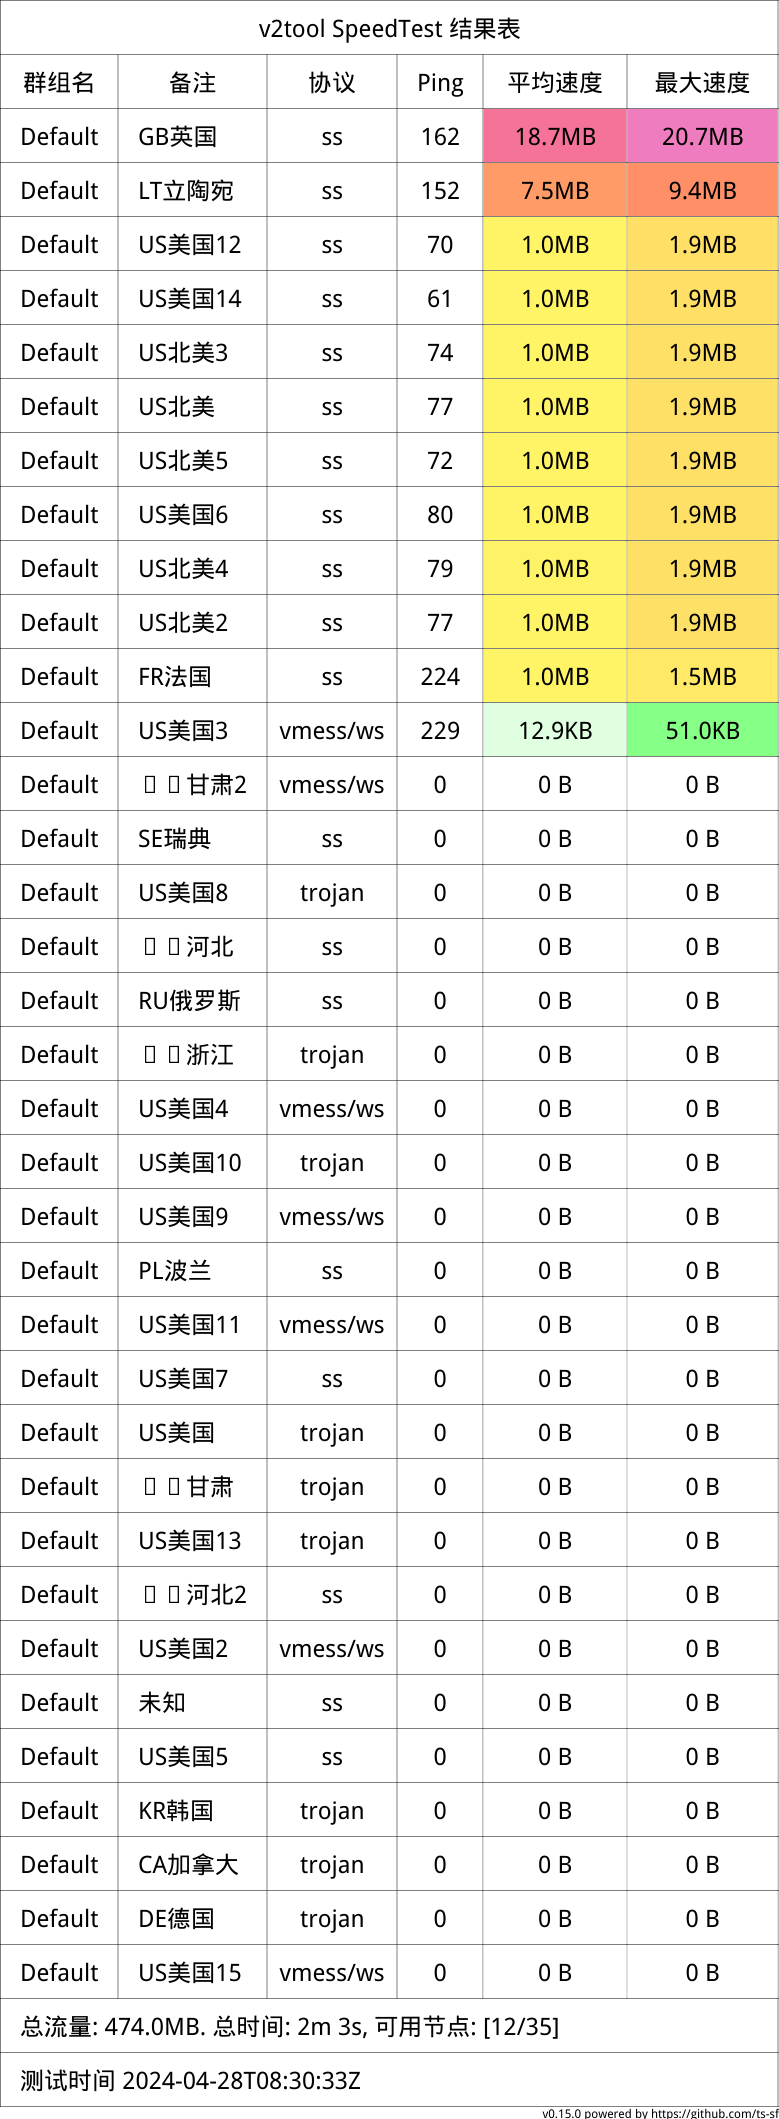 v2tool SpeedTest 结果表
群组名 备注 协议 Ping 平均速度 最大速度
Default GB英国 ss 162 18.7MB 20.7MB
Default LT立陶宛 ss 152 7.5MB 9.4MB
Default US美国12 ss 70 1.0MB 1.9MB
Default US美国14 ss 61 1.0MB 1.9MB
Default US北美3 ss 74 1.0MB 1.9MB
Default US北美 ss 77 1.0MB 1.9MB
Default US北美5 ss 72 1.0MB 1.9MB
Default US美国6 ss 80 1.0MB 1.9MB
Default US北美4 ss 79 1.0MB 1.9MB
Default US北美2 ss 77 1.0MB 1.9MB
Default FR法国 ss 224 1.0MB 1.5MB
Default US美国3 vmess/ws 229 12.9KB 51.0KB
Default 甘肃2 vmess/ws 0 0 B 0 B
Default SE瑞典 ss 0 0 B 0 B
Default US美国8 trojan 0 0 B 0 B
Default 河北 ss 0 0 B 0 B
Default RU俄罗斯 ss 0 0 B 0 B
Default 浙江 trojan 0 0 B 0 B
Default US美国4 vmess/ws 0 0 B 0 B
Default US美国10 trojan 0 0 B 0 B
Default US美国9 vmess/ws 0 0 B 0 B
Default PL波兰 ss 0 0 B 0 B
Default US美国11 vmess/ws 0 0 B 0 B
Default US美国7 ss 0 0 B 0 B
Default US美国 trojan 0 0 B 0 B
Default 甘肃 trojan 0 0 B 0 B
Default US美国13 trojan 0 0 B 0 B
Default 河北2 ss 0 0 B 0 B
Default US美国2 vmess/ws 0 0 B 0 B
Default 未知 ss 0 0 B 0 B
Default US美国5 ss 0 0 B 0 B
Default KR韩国 trojan 0 0 B 0 B
Default CA加拿大 trojan 0 0 B 0 B
Default DE德国 trojan 0 0 B 0 B
Default US美国15 vmess/ws 0 0 B 0 B
总流量: 474.0MB. 总时间: 2m 3s, 可用节点: [12/35]
测试时间 2024-04-28T08:30:33Z
v0.15.0 powered by https://github.com/ts-sf